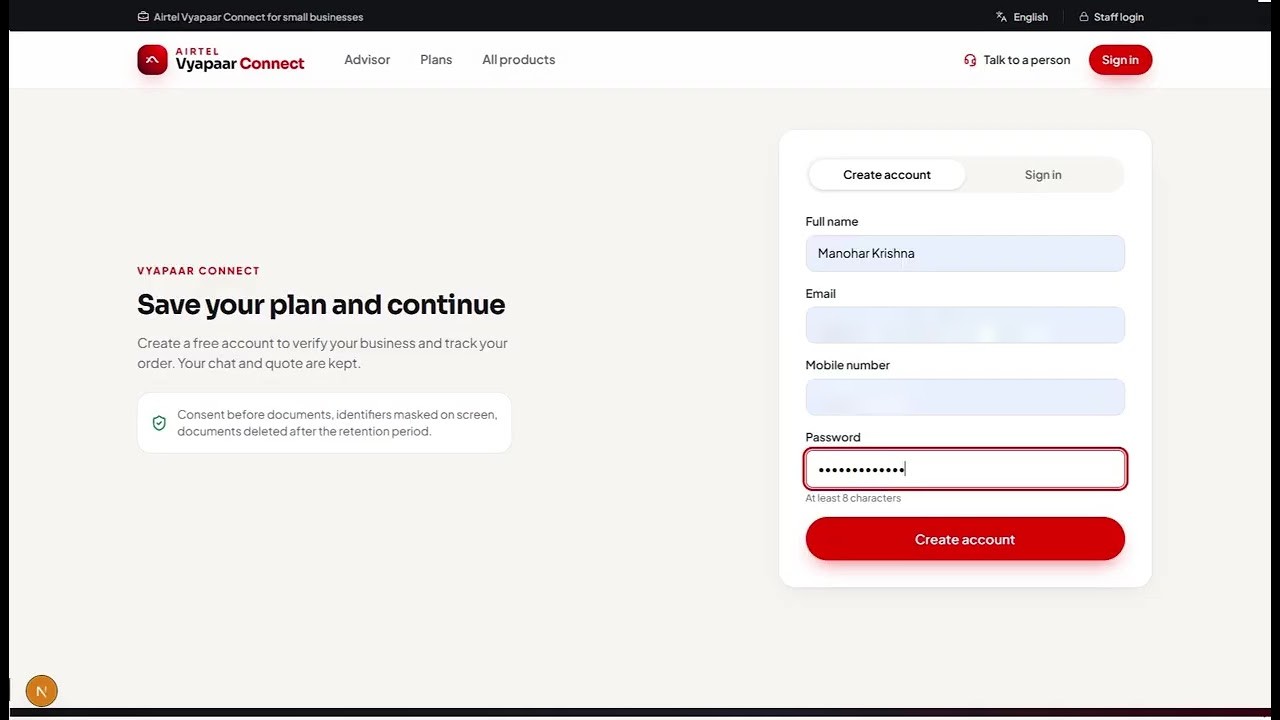 Airtel Vyapaar Connect for small businesses
English
Staff login
AIRTEL
Vyapaar Connect
Advisor
Plans
All products
Talk to a person
Sign in
VYAPAAR CONNECT
Save your plan and continue
Create a free account to verify your business and track your
order. Your chat and quote are kept.
Consent before documents, identifiers masked on screen,
documents deleted after the retention period.
Create account
Sign in
Full name
Manohar Krishna
Email
Mobile number
Password
•••••••••••••
At least 8 characters
Create account
N